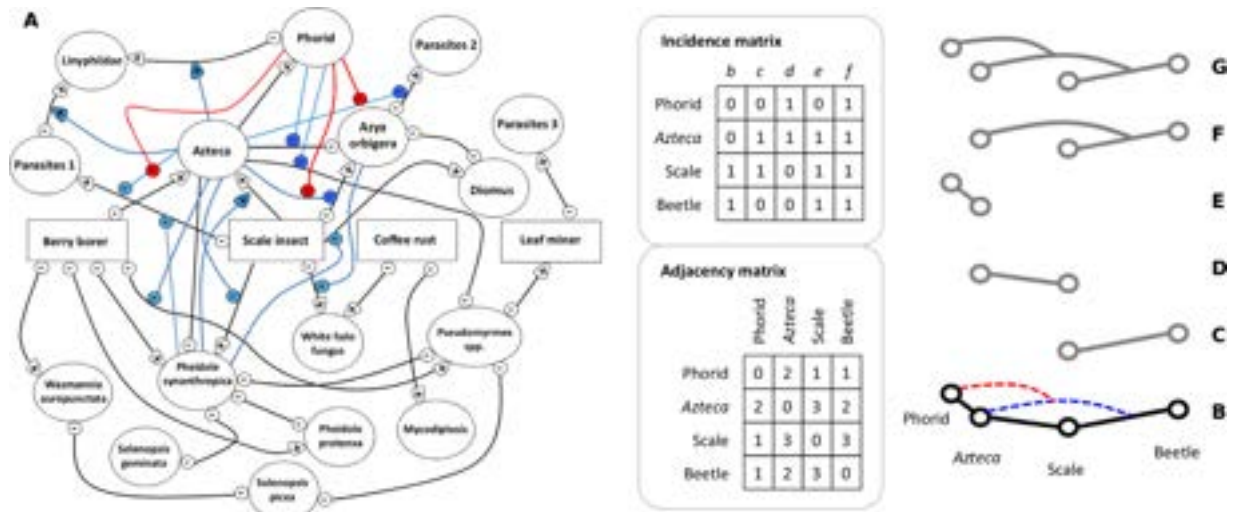 A
Phorid
Parasites 2
Linyphiidae
Azya
orbigera
Parasites 3
Azteca
Parasites 1
Diomus
Berry borer
Scale insect
Coffee rust
Leaf miner
White halo
fungus
Pseudomyrmex
spp.
Pheidole
synanthropica
Wasmannia
auropunctata
Pheidole
protensa
Mycodiplosis
Solenopsis
geminata
Solenopsis
picea
Incidence matrix
b c d e f
Phorid 0 0 1 0 1
Azteca 0 1 1 1 1
Scale 1 1 0 1 1
Beetle 1 0 0 1 1
Adjacency matrix
Phorid Azteca Scale Beetle
Phorid 0 2 1 1
Azteca 2 0 3 2
Scale 1 3 0 3
Beetle 1 2 3 0
G
F
E
D
C
B
Phorid
Azteca
Scale
Beetle